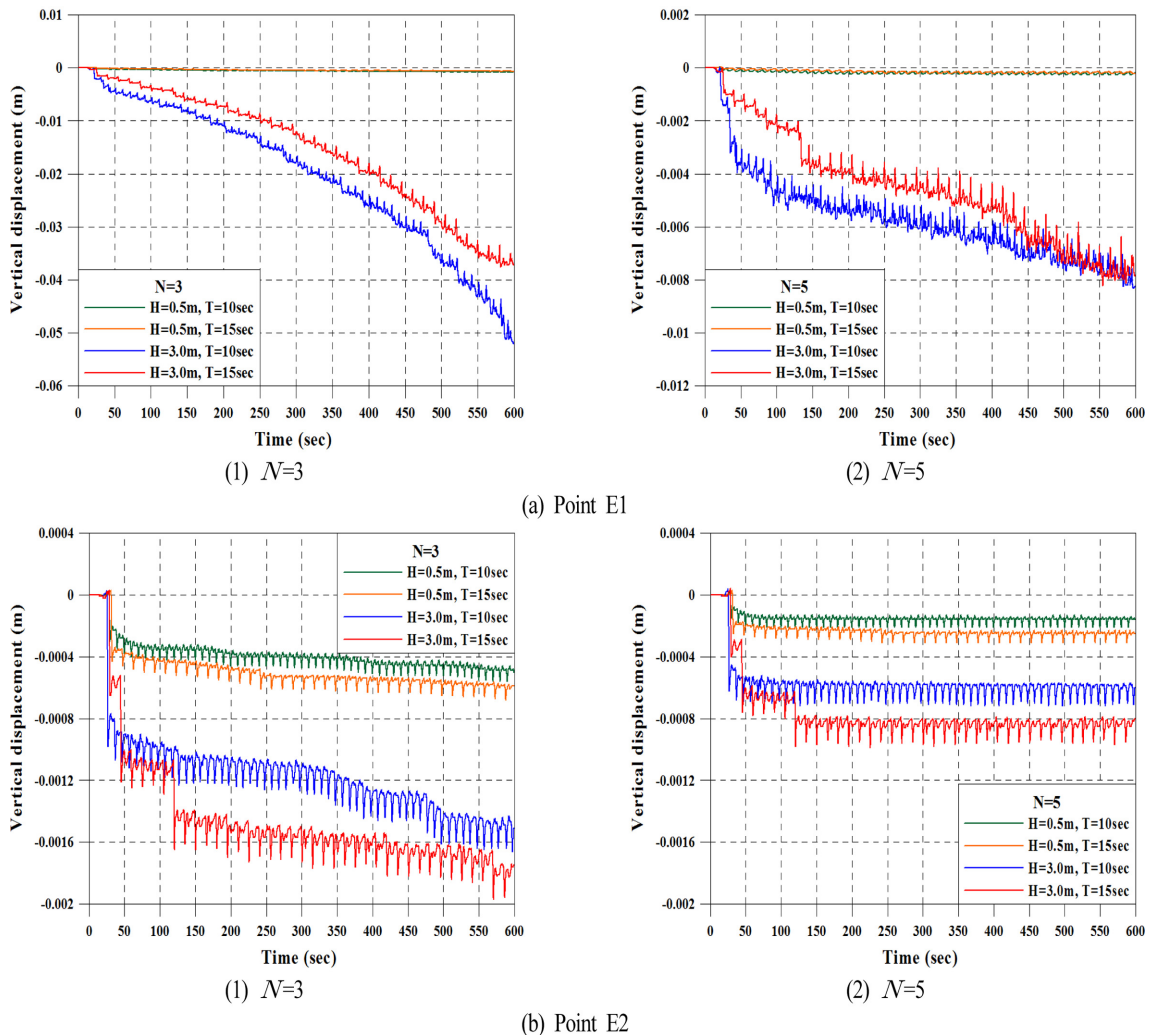 0.01
0
-0.01
-0.02
-0.03
-0.04
-0.05
-0.06
Vertical displacement (m)
N=3
H=0.5m, T=10sec
H=0.5m, T=15sec
H=3.0m, T=10sec
H=3.0m, T=15sec
0 50 100 150 200 250 300 350 400 450 500 550 600
Time (sec)
(1) N=3
0.002
0
-0.002
-0.004
-0.006
-0.008
-0.01
-0.012
Vertical displacement (m)
N=5
H=0.5m, T=10sec
H=0.5m, T=15sec
H=3.0m, T=10sec
H=3.0m, T=15sec
0 50 100 150 200 250 300 350 400 450 500 550 600
Time (sec)
(2) N=5
(a) Point E1
0.0004
0
-0.0004
-0.0008
-0.0012
-0.0016
-0.002
Vertical displacement (m)
N=3
H=0.5m, T=10sec
H=0.5m, T=15sec
H=3.0m, T=10sec
H=3.0m, T=15sec
0 50 100 150 200 250 300 350 400 450 500 550 600
Time (sec)
(1) N=3
0.0004
0
-0.0004
-0.0008
-0.0012
-0.0016
-0.002
Vertical displacement (m)
N=5
H=0.5m, T=10sec
H=0.5m, T=15sec
H=3.0m, T=10sec
H=3.0m, T=15sec
0 50 100 150 200 250 300 350 400 450 500 550 600
Time (sec)
(2) N=5
(b) Point E2